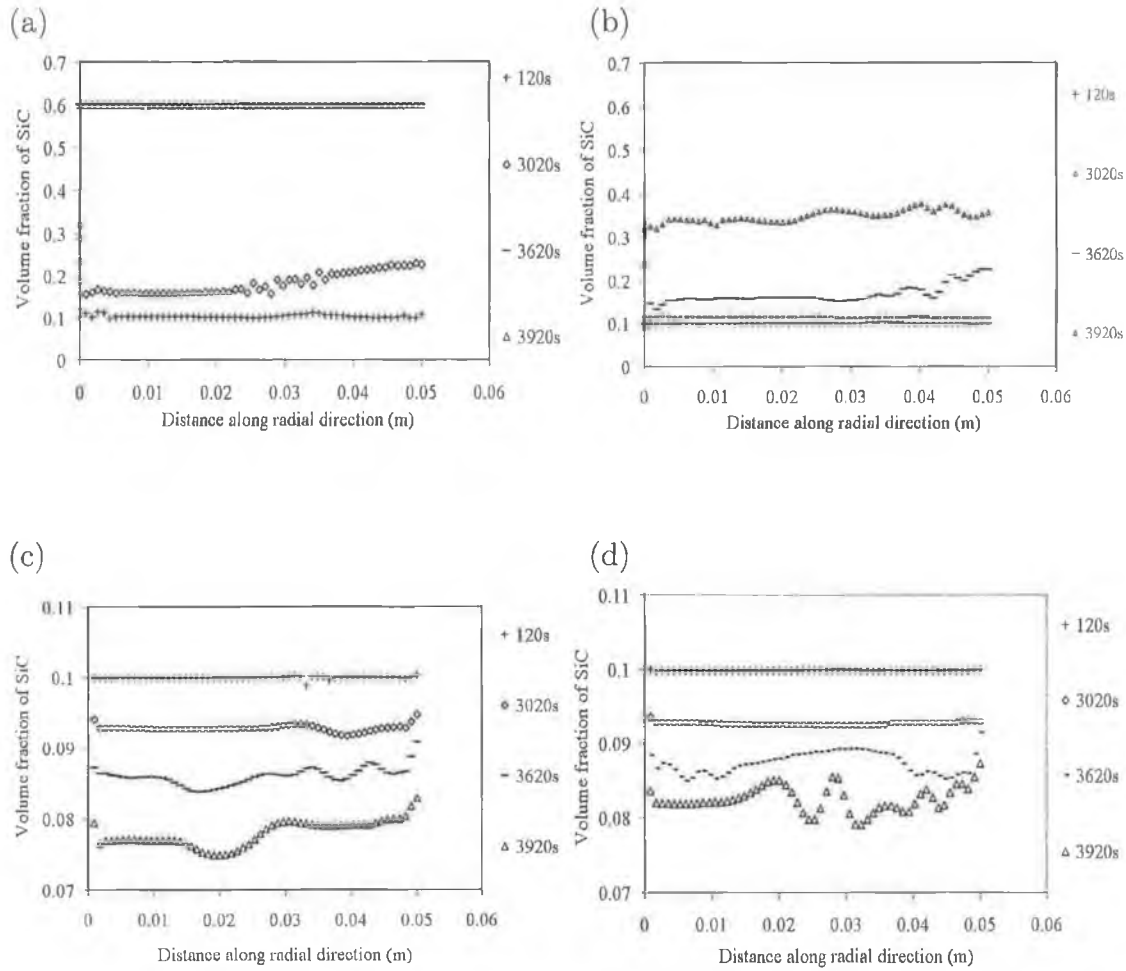 (a)
0.7
0.6
0.5
0.4
0.3
0.2
0.1
0
0
0.01
0.02
0.03
0.04
0.05
0.06
Volume fraction of SiC
Distance along radial direction (m)
+ 120s
◇ 3020s
− 3620s
△ 3920s
(b)
0.7
0.6
0.5
0.4
0.3
0.2
0.1
0
0
0.01
0.02
0.03
0.04
0.05
0.06
Volume fraction of SiC
Distance along radial direction (m)
+ 120s
▵ 3020s
− 3620s
▵ 3920s
(c)
0.11
0.1
0.09
0.08
0.07
0
0.01
0.02
0.03
0.04
0.05
0.06
Volume fraction of SiC
Distance along radial direction (m)
+ 120s
◇ 3020s
− 3620s
△ 3920s
(d)
0.11
0.1
0.09
0.08
0.07
0
0.01
0.02
0.03
0.04
0.05
0.06
Volume fraction of SiC
Distance along radial direction (m)
+ 120s
◇ 3020s
- 3620s
△ 3920s